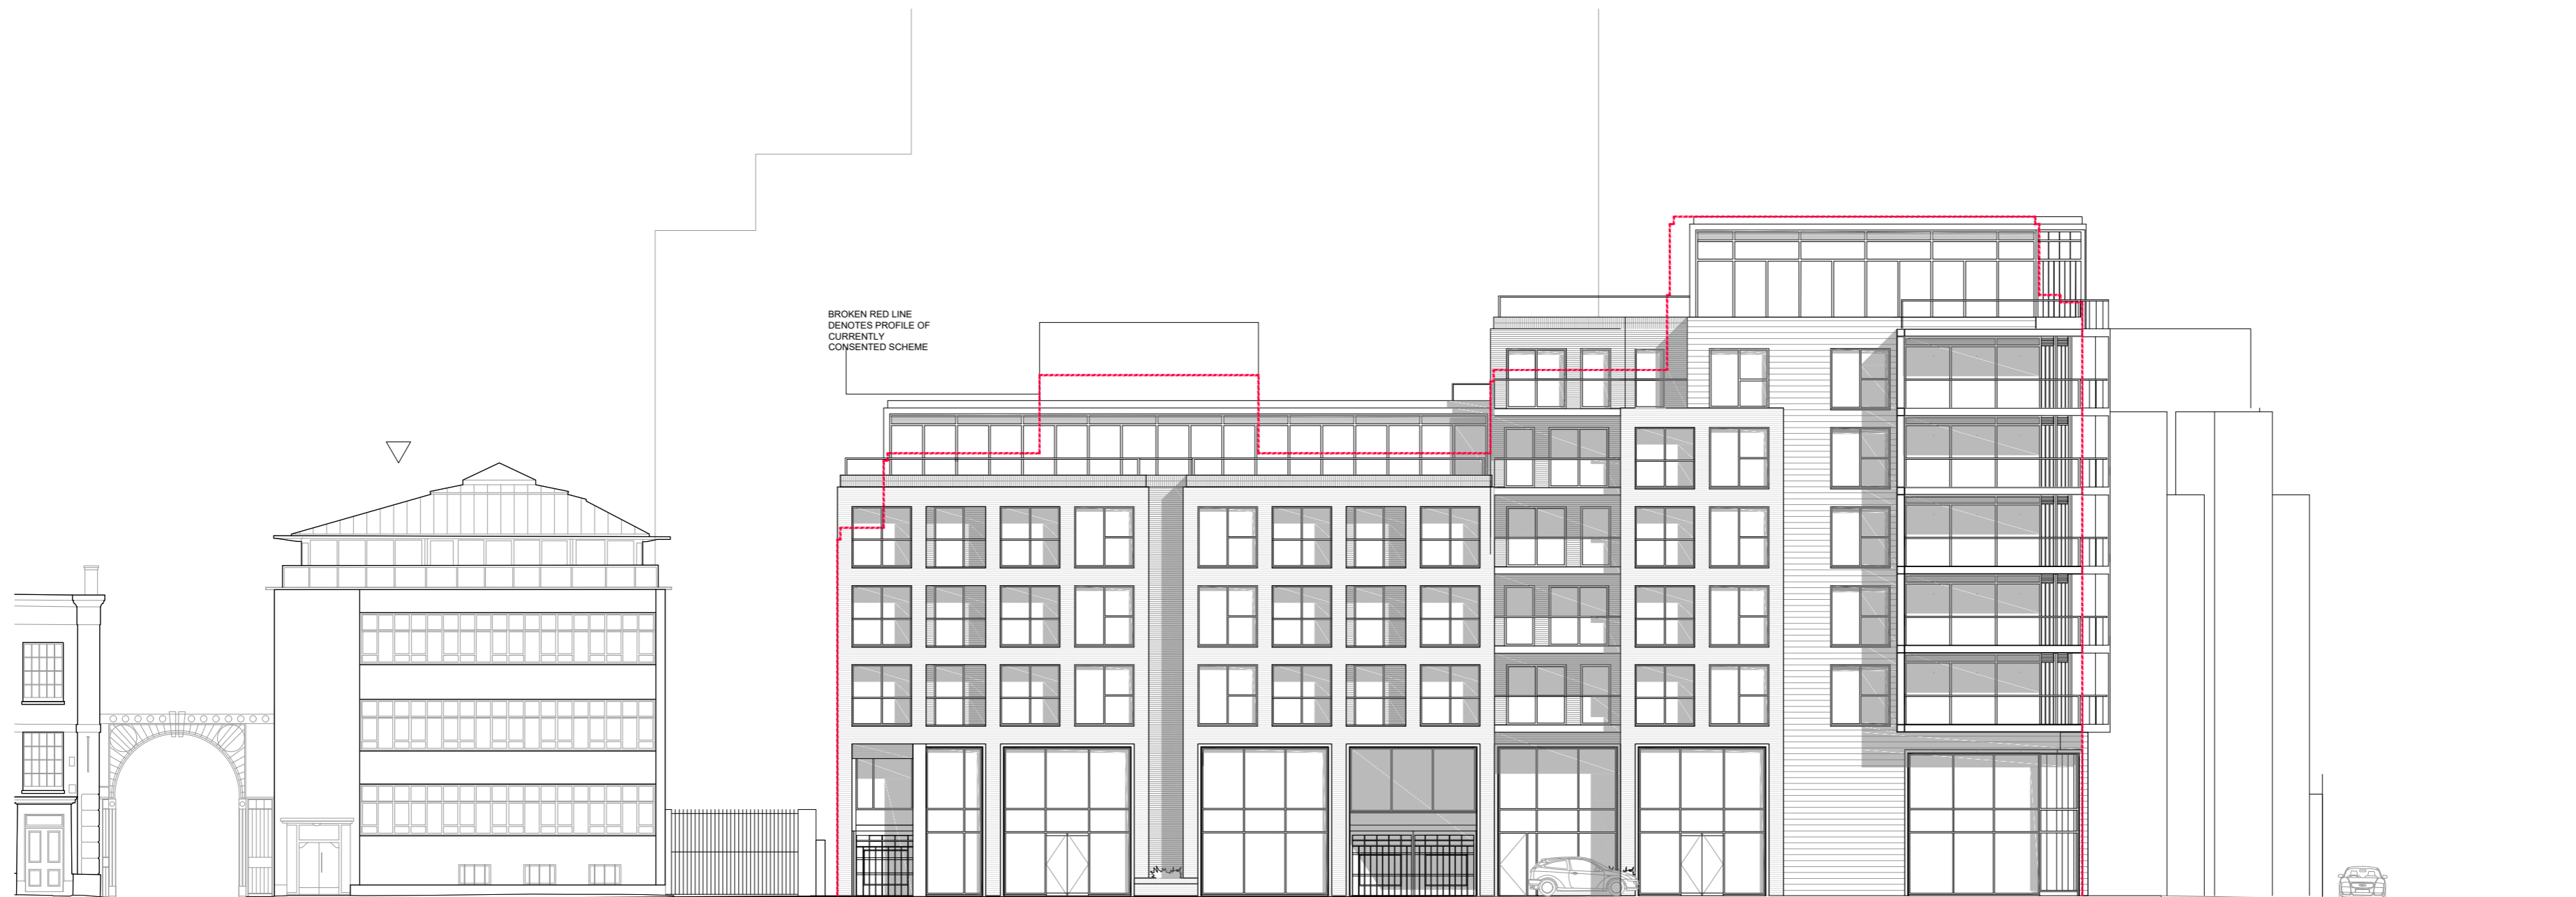 BROKEN RED LINE
DENOTES PROFILE OF
CURRENTLY
CONSENTED SCHEME